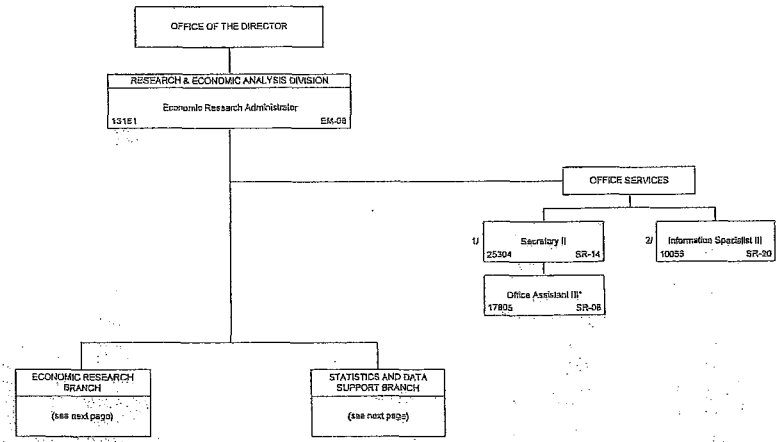 OFFICE OF THE DIRECTOR
RESEARCH & ECONOMIC ANALYSIS DIVISION
Economic Research Administrator
13151 EM-08
OFFICE SERVICES
1/ Secretary II
25304 SR-14
2/ Information Specialist III
10055 SR-20
Office Assistant III*
17805 SR-08
ECONOMIC RESEARCH
BRANCH
(see next page)
STATISTICS AND DATA
SUPPORT BRANCH
(see next page)